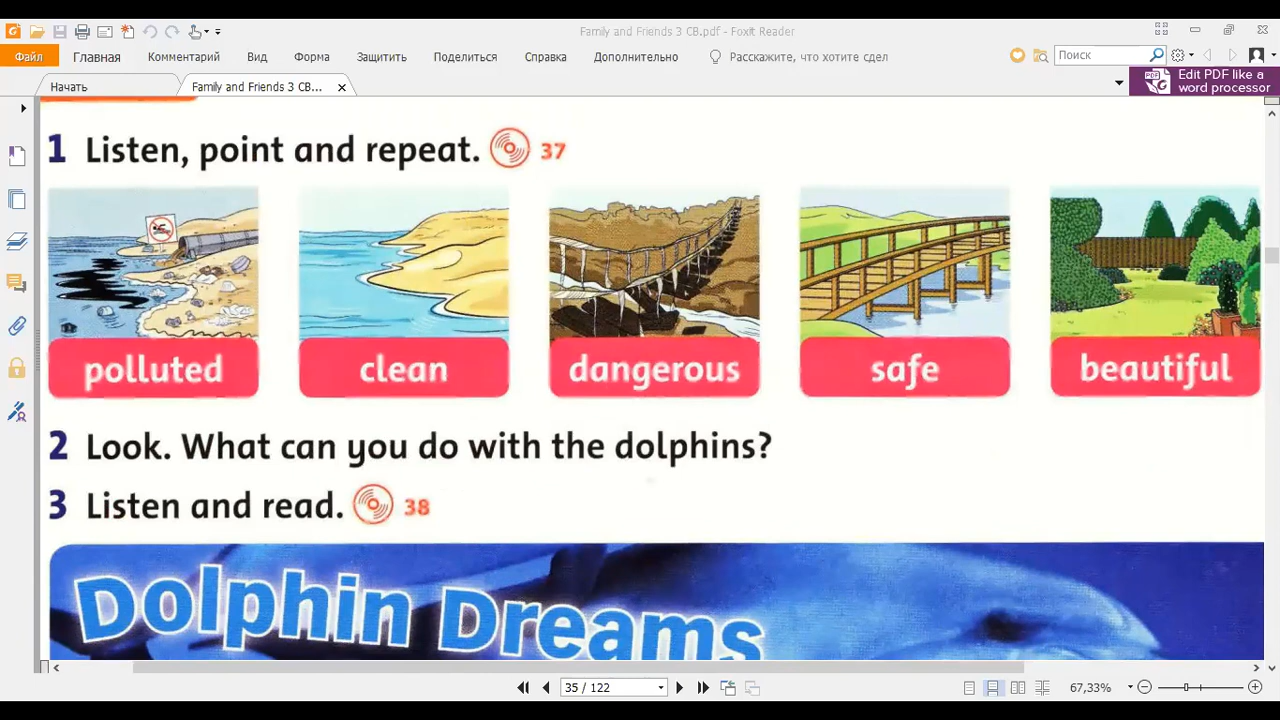 Family and Friends 3 CB.pdf - Foxit Reader
Файл Главная Комментарий Вид Форма Защитить Поделиться Справка Дополнительно Расскажите, что хотите сдел Поиск
Начать Family and Friends 3 CB... Edit PDF like a
word processor
1 Listen, point and repeat. 37
polluted clean dangerous safe beautiful
2 Look. What can you do with the dolphins?
3 Listen and read. 38
Dolphin Dreams
35 / 122 67,33%